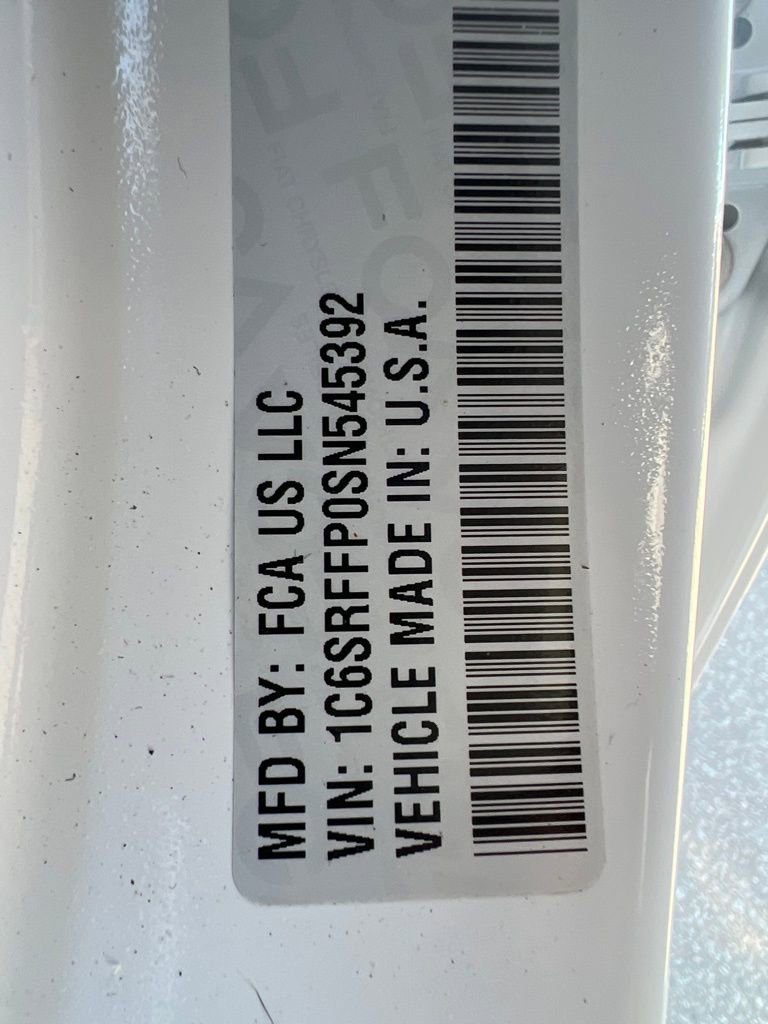 MFD BY: FCA US LLC
VIN: 1C6SRFFP0SN545392
VEHICLE MADE IN: U.S.A.